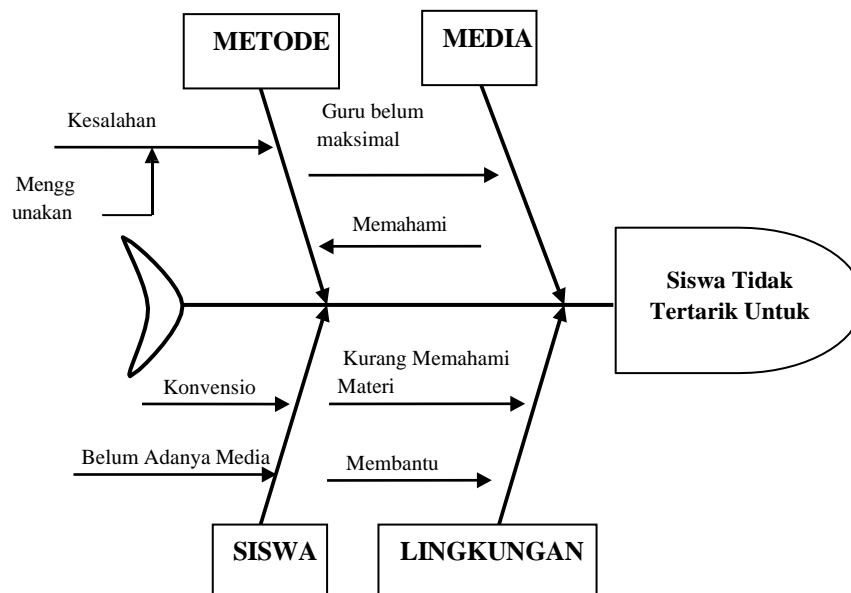 METODE
MEDIA
Kesalahan
Guru belum
maksimal
Mengg
unakan
Memahami
Siswa Tidak
Tertarik Untuk
Kurang Memahami
Materi
Konvensio
Belum Adanya Media
Membantu
SISWA
LINGKUNGAN